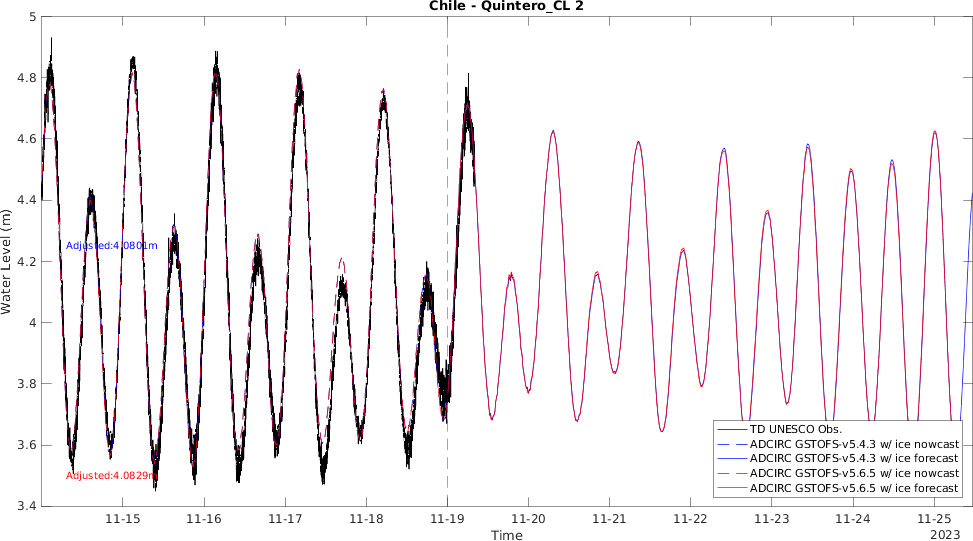 Chile - Quintero_CL 2
5
4.8
4.6
4.4
4.2
4
3.8
3.6
3.4
Water Level (m)
Adjusted:4.0801m
Adjusted:4.0829m
TD UNESCO Obs.
ADCIRC GSTOFS-v5.4.3 w/ ice nowcast
ADCIRC GSTOFS-v5.4.3 w/ ice forecast
ADCIRC GSTOFS-v5.6.5 w/ ice nowcast
ADCIRC GSTOFS-v5.6.5 w/ ice forecast
11-15 11-16 11-17 11-18 11-19 11-20 11-21 11-22 11-23 11-24 11-25
Time
2023